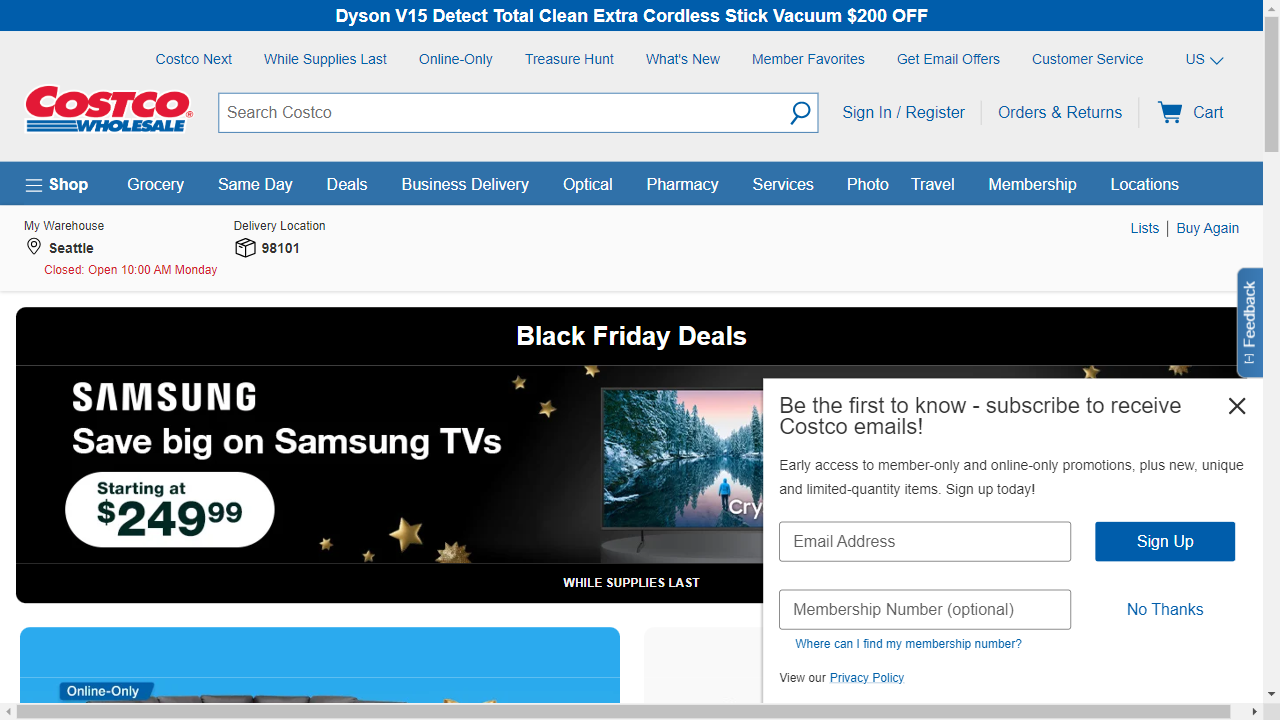 Dyson V15 Detect Total Clean Extra Cordless Stick Vacuum $200 OFF
Costco Next While Supplies Last Online-Only Treasure Hunt What's New Member Favorites Get Email Offers Customer Service US
COSTCO WHOLESALE
Search Costco
Sign In / Register Orders & Returns Cart
Shop Grocery Same Day Deals Business Delivery Optical Pharmacy Services Photo Travel Membership Locations
My Warehouse
Seattle
Closed: Open 10:00 AM Monday
Delivery Location
98101
Lists Buy Again
[-] Feedback
Black Friday Deals
SAMSUNG
Save big on Samsung TVs
Starting at
$249.99
Cry
WHILE SUPPLIES LAST
Online-Only
Be the first to know - subscribe to receive
Costco emails!
Early access to member-only and online-only promotions, plus new, unique
and limited-quantity items. Sign up today!
Email Address Sign Up
Membership Number (optional) No Thanks
Where can I find my membership number?
View our Privacy Policy